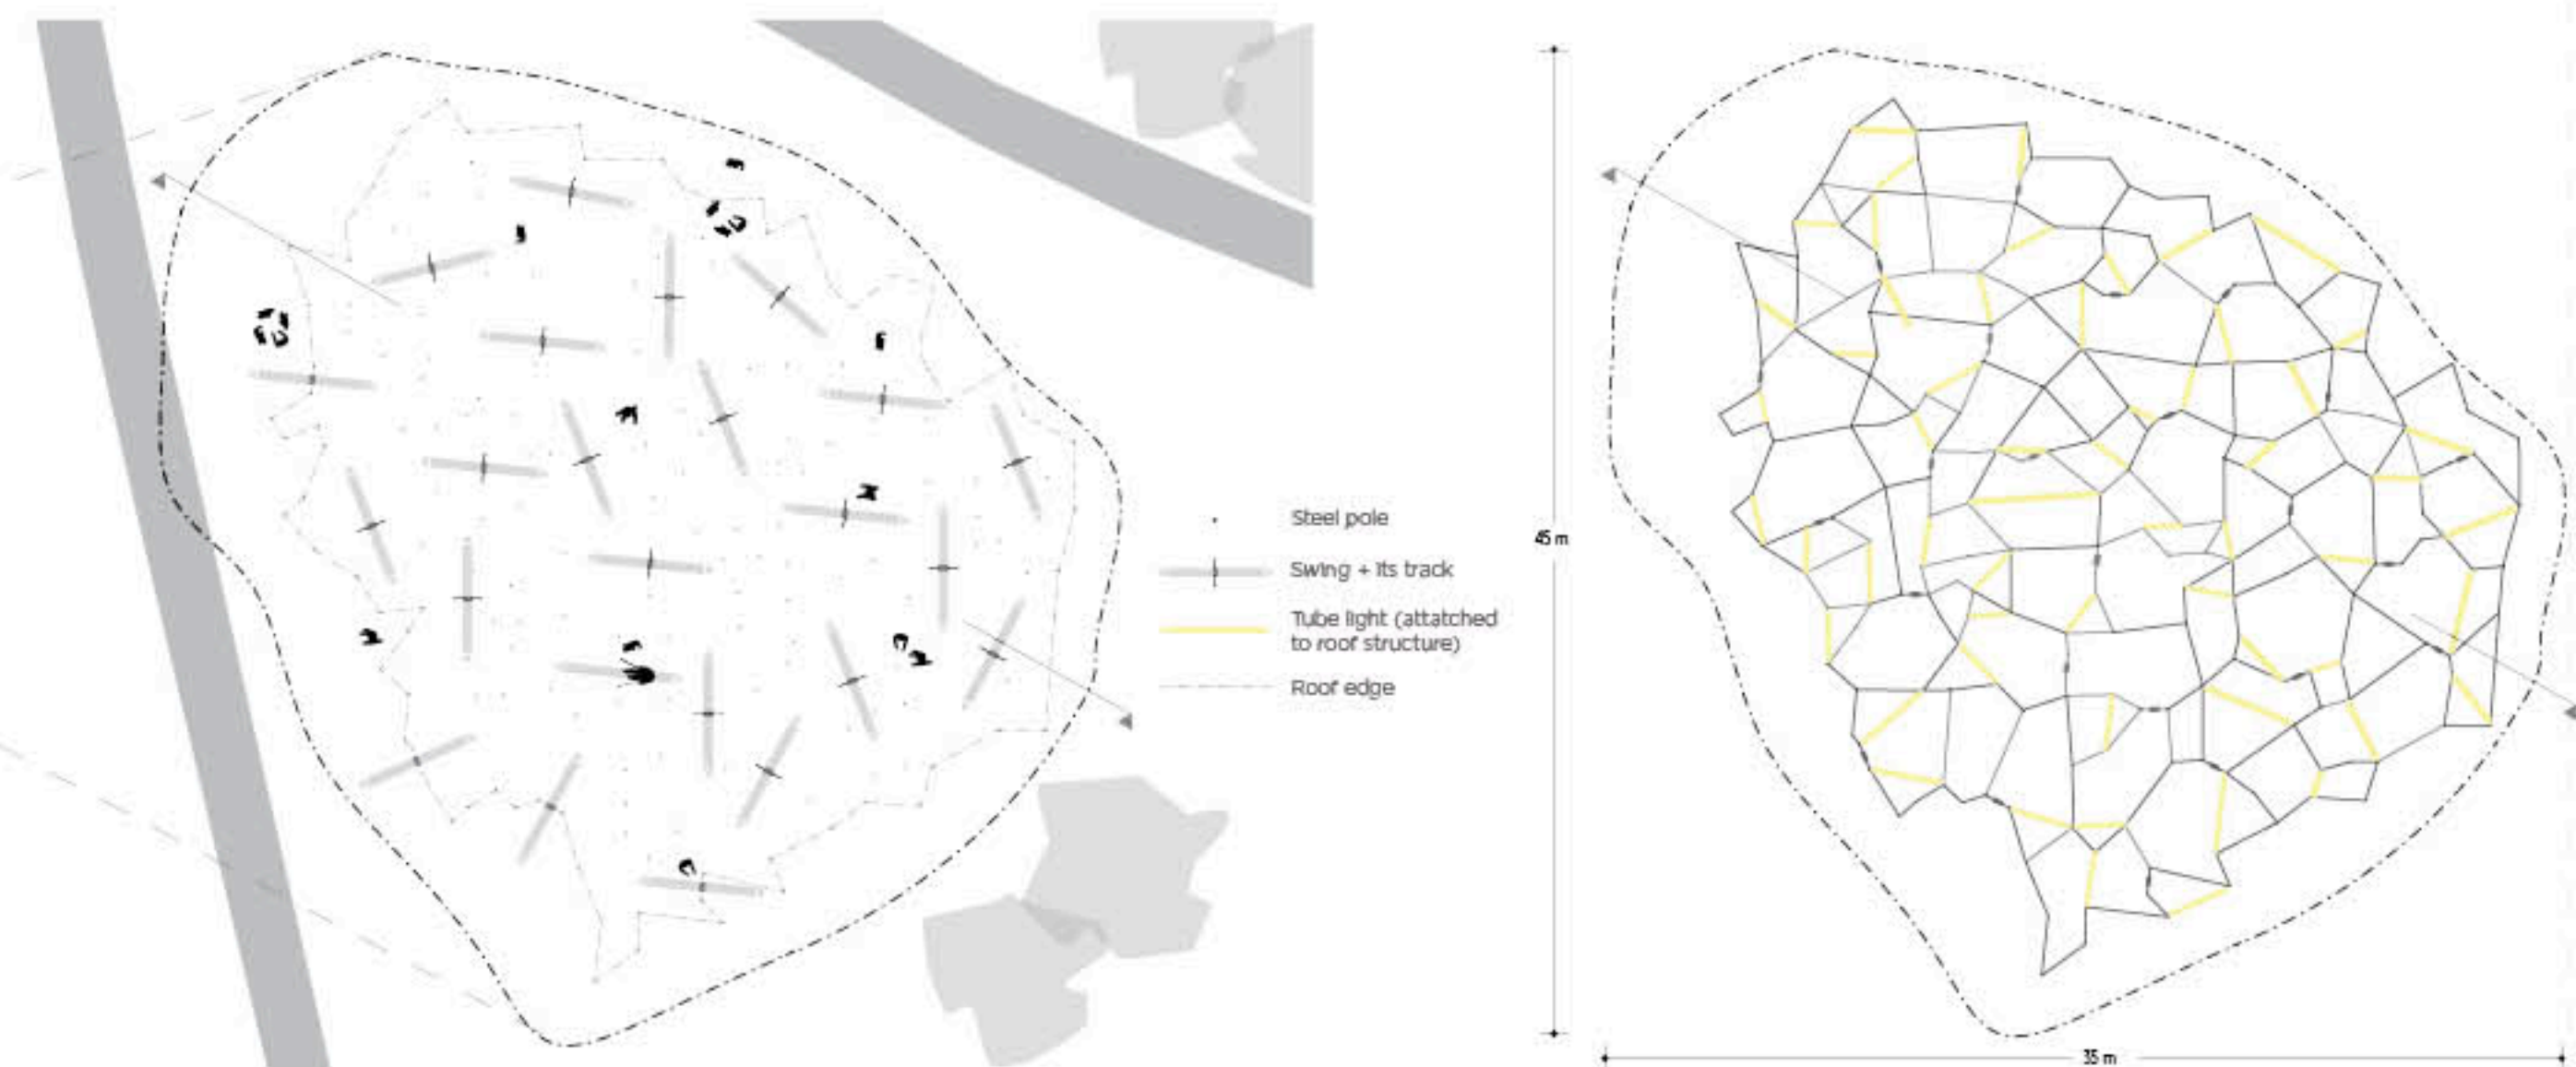 Steel pole
Swing + its track
Tube light (attatched
to roof structure)
Roof edge
45 m
35 m